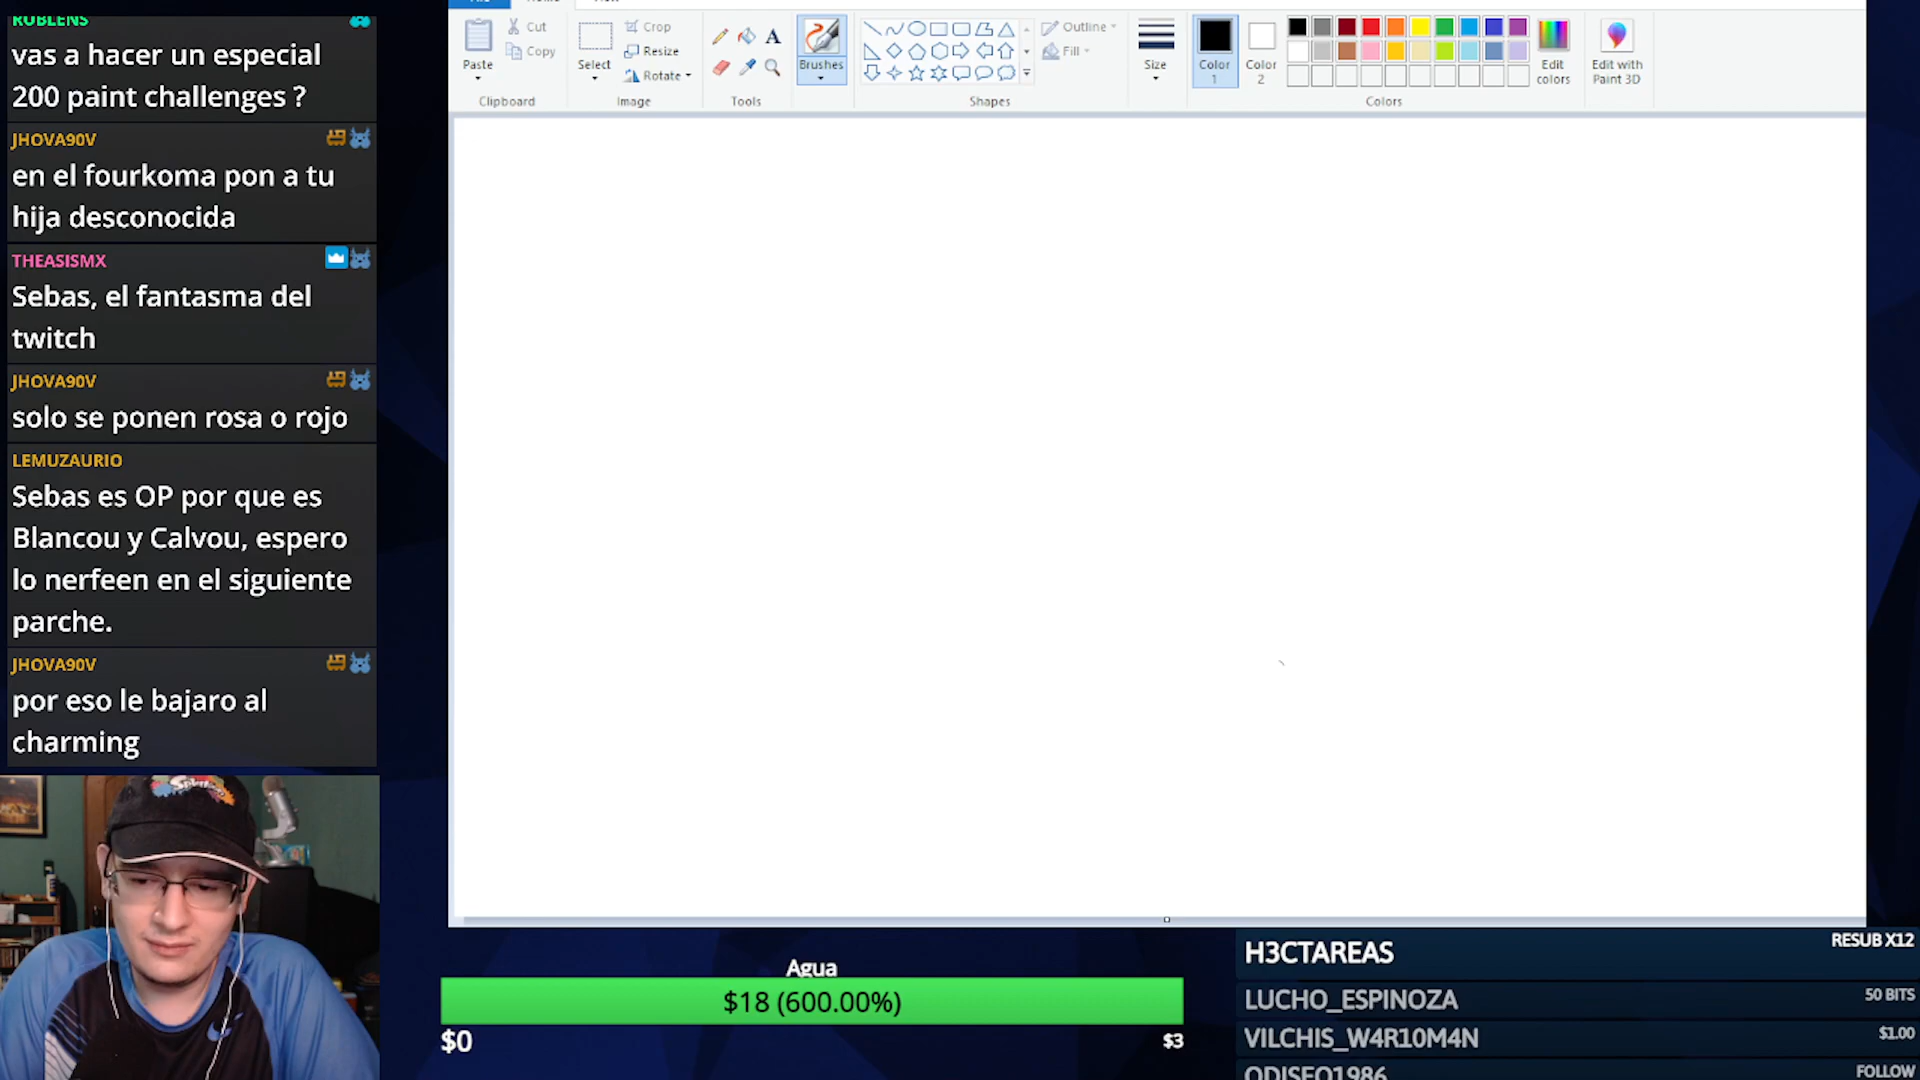 RUBLENS
vas a hacer un especial
200 paint challenges ?
JHOVA90V
en el fourkoma pon a tu
hija desconocida
THEASISMX
Sebas, el fantasma del
twitch
JHOVA90V
solo se ponen rosa o rojo
LEMUZAURIO
Sebas es OP por que es
Blancou y Calvou, espero
lo nerfeen en el siguiente
parche.
JHOVA90V
por eso le bajaro al
charming
Paste
Cut
Copy
Clipboard
Select
Crop
Resize
Rotate
Image
A
Tools
Brushes
Shapes
Outline
Fill
Size
Color
1
Color
2
Colors
Edit
colors
Edit with
Paint 3D
Agua
$18 (600.00%)
$0
$3
H3CTAREAS RESUB X12
LUCHO_ESPINOZA 50 BITS
VILCHIS_W4R10M4N $1.00
ODISEO1986 FOLLOW